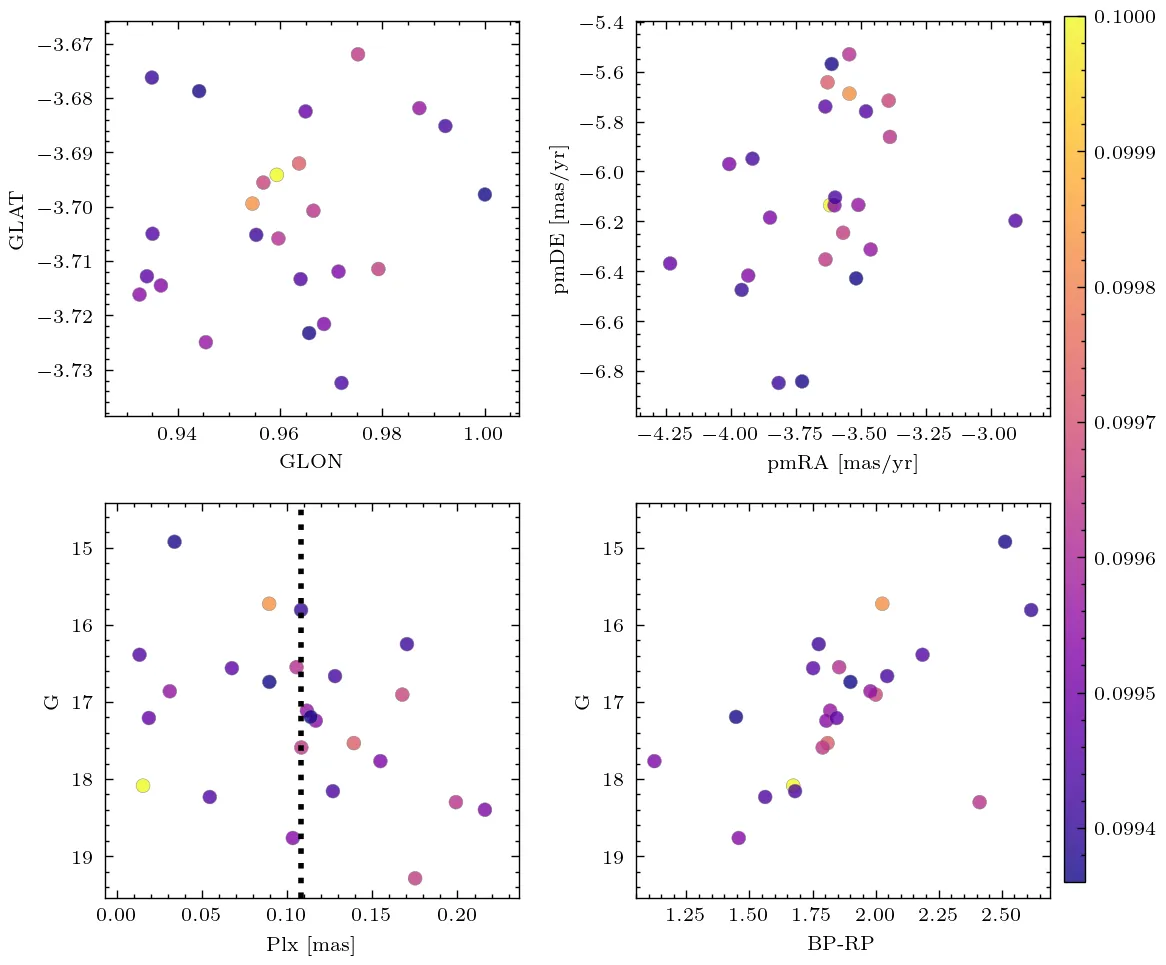 −3.67
−3.68
−3.69
−3.70
−3.71
−3.72
−3.73
GLAT
0.94 0.96 0.98 1.00
GLON
−5.4
−5.6
−5.8
−6.0
−6.2
−6.4
−6.6
−6.8
pmDE [mas/yr]
−4.25 −4.00 −3.75 −3.50 −3.25 −3.00
pmRA [mas/yr]
0.1000
0.0999
0.0998
0.0997
0.0996
0.0995
0.0994
15
16
17
18
19
G
0.00 0.05 0.10 0.15 0.20
Plx [mas]
15
16
17
18
19
G
1.25 1.50 1.75 2.00 2.25 2.50
BP-RP